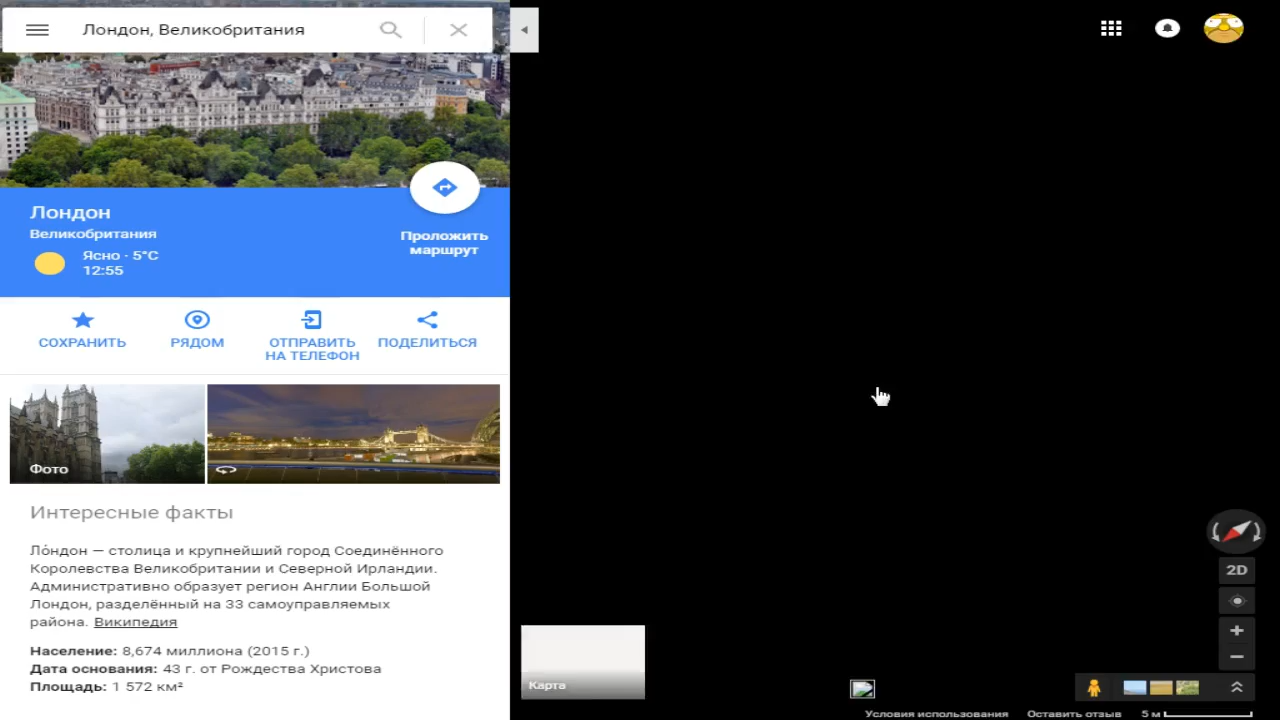 Лондон, Великобритания
Лондон
Великобритания
Ясно · 5°C
12:55
Проложить
маршрут
СОХРАНИТЬ
РЯДОМ
ОТПРАВИТЬ
НА ТЕЛЕФОН
ПОДЕЛИТЬСЯ
Фото
Интересные факты
Ло́ндон — столица и крупнейший город Соединённого
Королевства Великобритании и Северной Ирландии.
Административно образует регион Англии Большой
Лондон, разделённый на 33 самоуправляемых
района. Википедия
Население: 8,674 миллиона (2015 г.)
Дата основания: 43 г. от Рождества Христова
Площадь: 1 572 км²
Карта
2D
Условия использования
Оставить отзыв
5 м